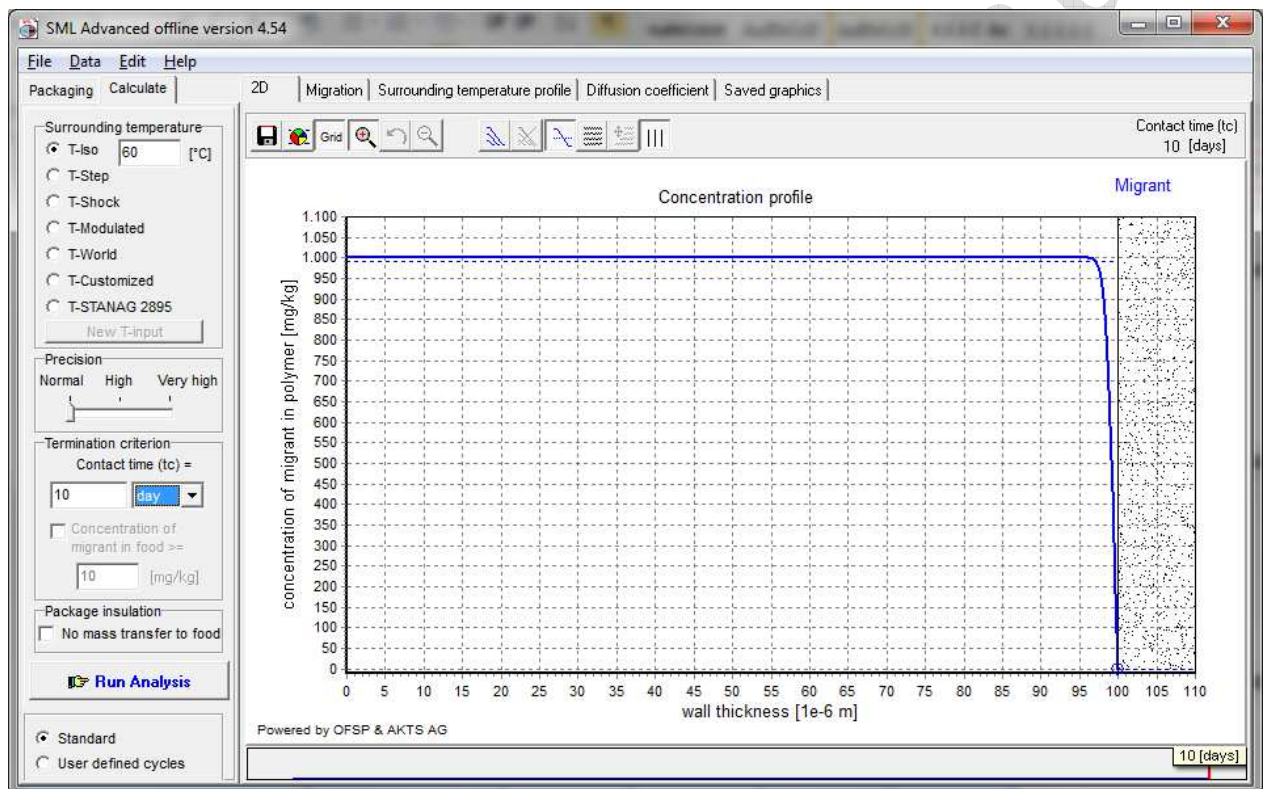 SML Advanced offline version 4.54
File Data Edit Help
Packaging Calculate
2D Migration Surrounding temperature profile Diffusion coefficient Saved graphics
Surrounding temperature
T-Iso 60 [°C]
T-Step
T-Shock
T-Modulated
T-World
T-Customized
T-STANAG 2895
New T-input
Precision
Normal High Very high
Termination criterion
Contact time (tc) =
10 day
Concentration of
migrant in food >=
10 [mg/kg]
Package insulation
No mass transfer to food
Run Analysis
Standard
User defined cycles
Grid
Contact time (tc)
10 [days]
Migrant
Concentration profile
concentration of migrant in polymer [mg/kg]
1.100
1.050
1.000
950
900
850
800
750
700
650
600
550
500
450
400
350
300
250
200
150
100
50
0
0 5 10 15 20 25 30 35 40 45 50 55 60 65 70 75 80 85 90 95 100 105 110
wall thickness [1e-6 m]
Powered by OFSP & AKTS AG
10 [days]